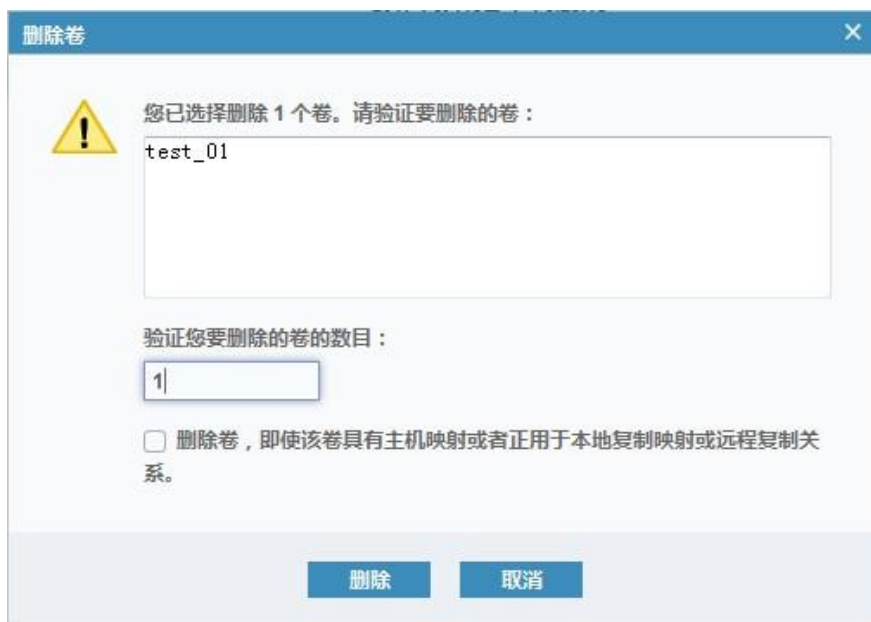 删除卷
您已选择删除 1 个卷。请验证要删除的卷：
test_01
验证您要删除的卷的数目：
1
删除卷，即使该卷具有主机映射或者正用于本地复制映射或远程复制关
系。
删除 取消